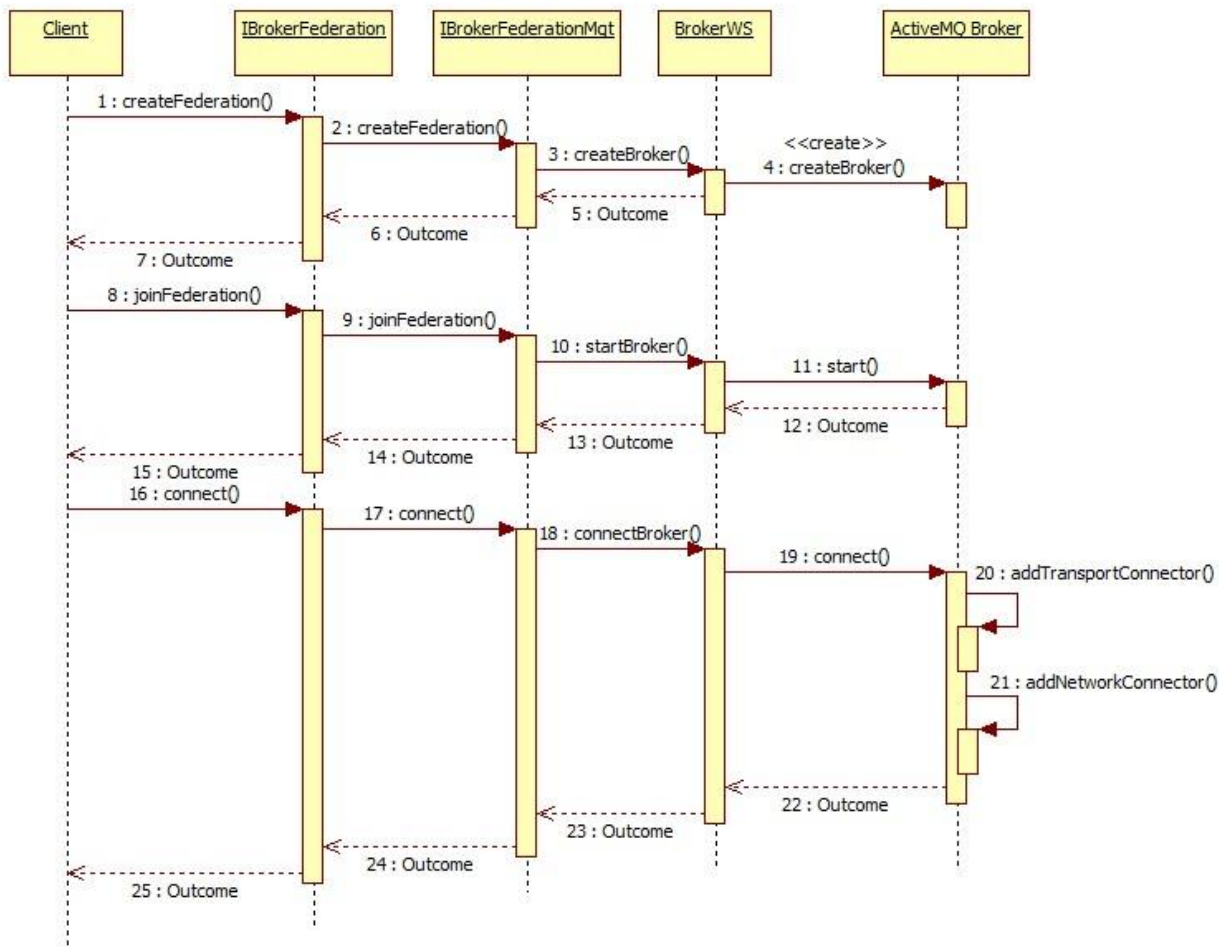 Client
IBrokerFederation
IBrokerFederationMgt
BrokerWS
ActiveMQ Broker
1 : createFederation()
2 : createFederation()
3 : createBroker()
<<create>>
4 : createBroker()
5 : Outcome
6 : Outcome
7 : Outcome
8 : joinFederation()
9 : joinFederation()
10 : startBroker()
11 : start()
12 : Outcome
13 : Outcome
14 : Outcome
15 : Outcome
16 : connect()
17 : connect()
18 : connectBroker()
19 : connect()
20 : addTransportConnector()
21 : addNetworkConnector()
22 : Outcome
23 : Outcome
24 : Outcome
25 : Outcome